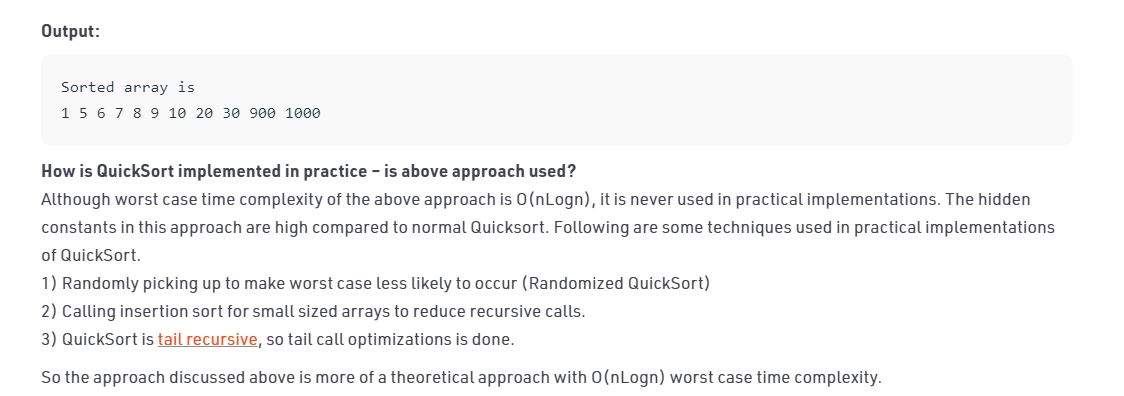 Output:
Sorted array is
1 5 6 7 8 9 10 20 30 900 1000
How is QuickSort implemented in practice – is above approach used?
Although worst case time complexity of the above approach is O(nLogn), it is never used in practical implementations. The hidden
constants in this approach are high compared to normal Quicksort. Following are some techniques used in practical implementations
of QuickSort.
1) Randomly picking up to make worst case less likely to occur (Randomized QuickSort)
2) Calling insertion sort for small sized arrays to reduce recursive calls.
3) QuickSort is tail recursive, so tail call optimizations is done.
So the approach discussed above is more of a theoretical approach with O(nLogn) worst case time complexity.